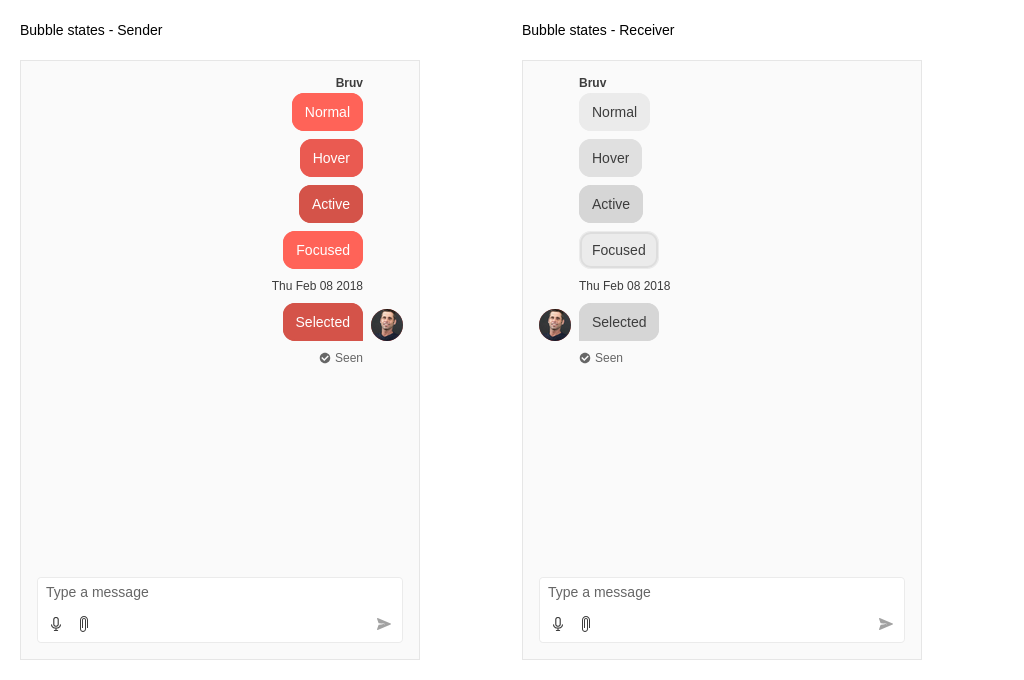 Bubble states - Sender
Bruv
Normal
Hover
Active
Focused
Thu Feb 08 2018
Selected
Seen
Type a message
Bubble states - Receiver
Bruv
Normal
Hover
Active
Focused
Thu Feb 08 2018
Selected
Seen
Type a message